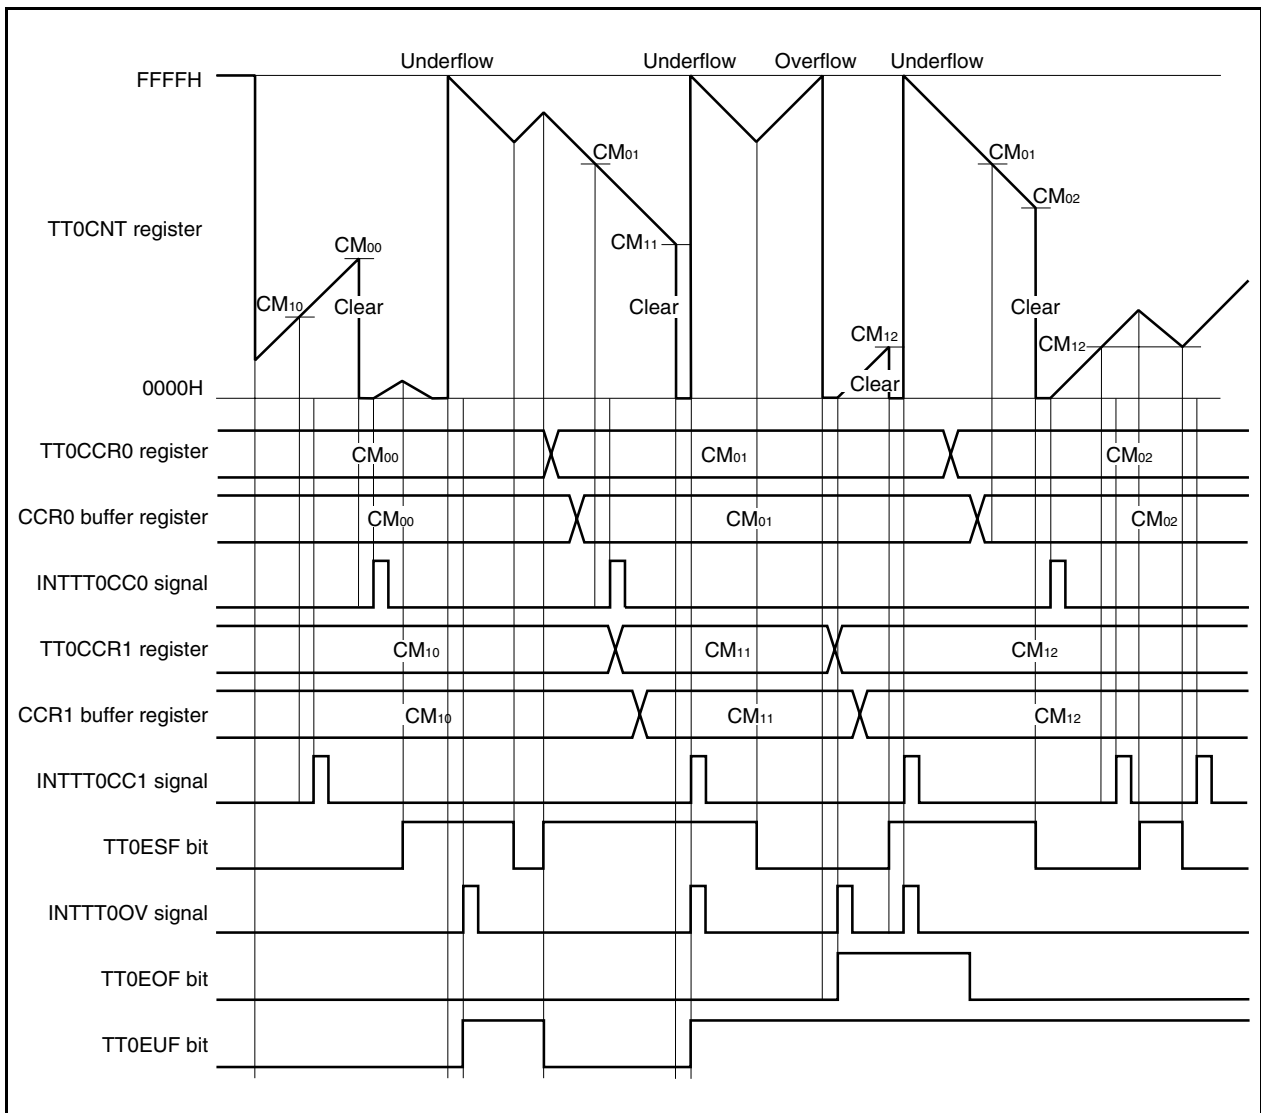 Underflow Underflow Overflow Underflow
FFFFH
CM01 CM01
CM02
TT0CNT register
CM00 CM11
CM10 Clear Clear Clear
CM12 CM12
0000H Clear
TT0CCR0 register CM00 CM01 CM02
CCR0 buffer register CM00 CM01 CM02
INTTT0CC0 signal
TT0CCR1 register CM10 CM11 CM12
CCR1 buffer register CM10 CM11 CM12
INTTT0CC1 signal
TT0ESF bit
INTTT0OV signal
TT0EOF bit
TT0EUF bit